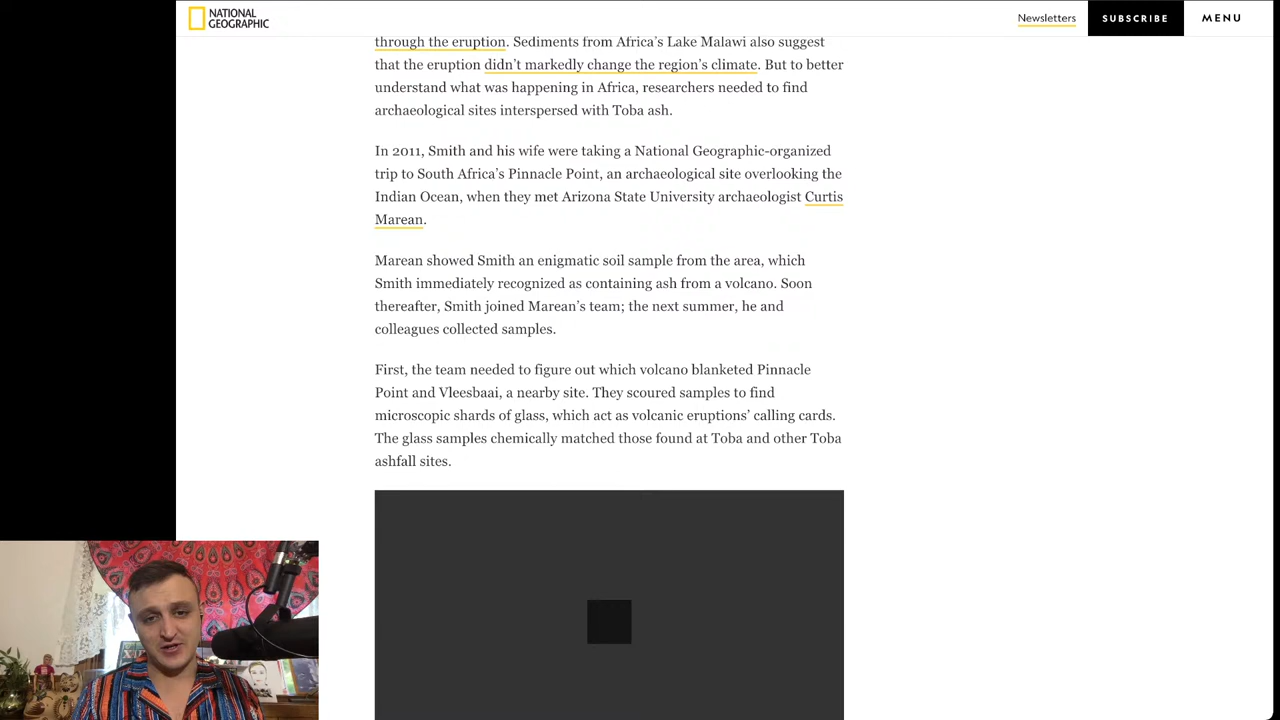 NATIONAL
GEOGRAPHIC
Newsletters
SUBSCRIBE
MENU
through the eruption. Sediments from Africa’s Lake Malawi also suggest
that the eruption didn’t markedly change the region’s climate. But to better
understand what was happening in Africa, researchers needed to find
archaeological sites interspersed with Toba ash.
In 2011, Smith and his wife were taking a National Geographic-organized
trip to South Africa’s Pinnacle Point, an archaeological site overlooking the
Indian Ocean, when they met Arizona State University archaeologist Curtis
Marean.
Marean showed Smith an enigmatic soil sample from the area, which
Smith immediately recognized as containing ash from a volcano. Soon
thereafter, Smith joined Marean’s team; the next summer, he and
colleagues collected samples.
First, the team needed to figure out which volcano blanketed Pinnacle
Point and Vleesbaai, a nearby site. They scoured samples to find
microscopic shards of glass, which act as volcanic eruptions’ calling cards.
The glass samples chemically matched those found at Toba and other Toba
ashfall sites.